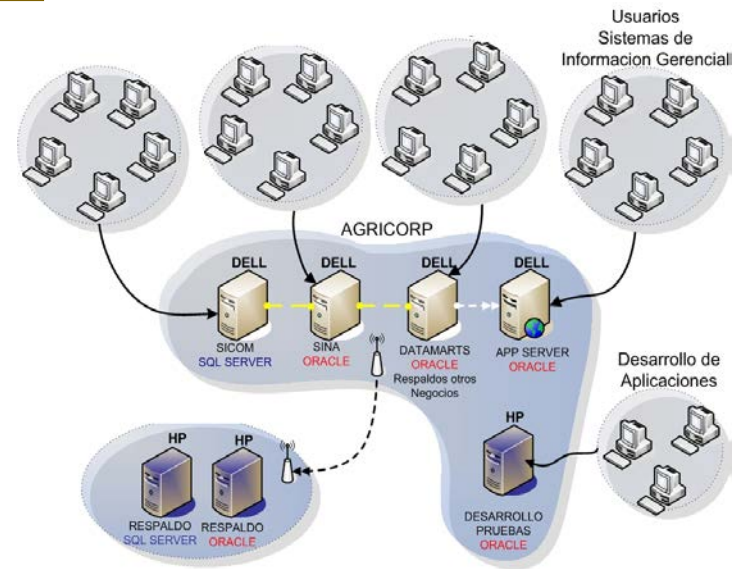 Usuarios
Sistemas de
Informacion Gerenciall
AGRICORP
DELL
DELL
DELL
DELL
SICOM
SQL SERVER
SINA
ORACLE
DATAMARTS
ORACLE
Respaldos otros
Negocios
APP SERVER
ORACLE
Desarrollo de
Aplicaciones
HP
HP
HP
RESPALDO
SQL SERVER
RESPALDO
ORACLE
DESARROLLO
PRUEBAS
ORACLE